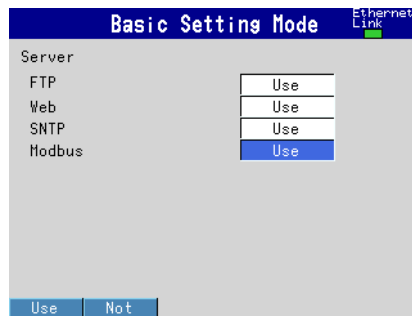 Basic Setting Mode
Ethernet
Link
Server
FTP Use
Web Use
SNTP Use
Modbus Use
Use Not